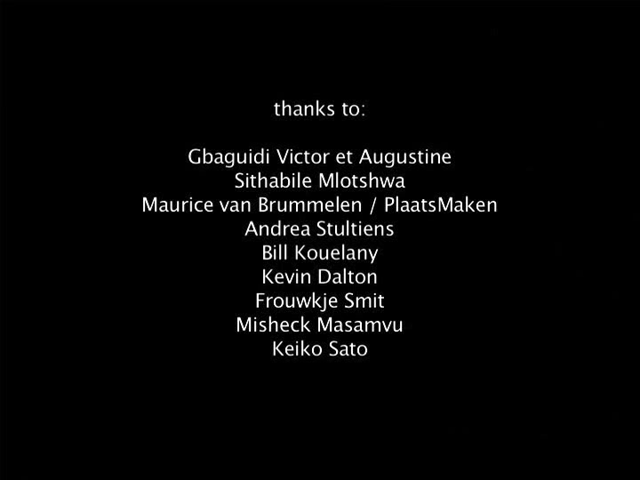 thanks to:
Gbaguidi Victor et Augustine
Sithabile Mlotshwa
Maurice van Brummelen / PlaatsMaken
Andrea Stultiens
Bill Kouelany
Kevin Dalton
Frouwkje Smit
Misheck Masamvu
Keiko Sato